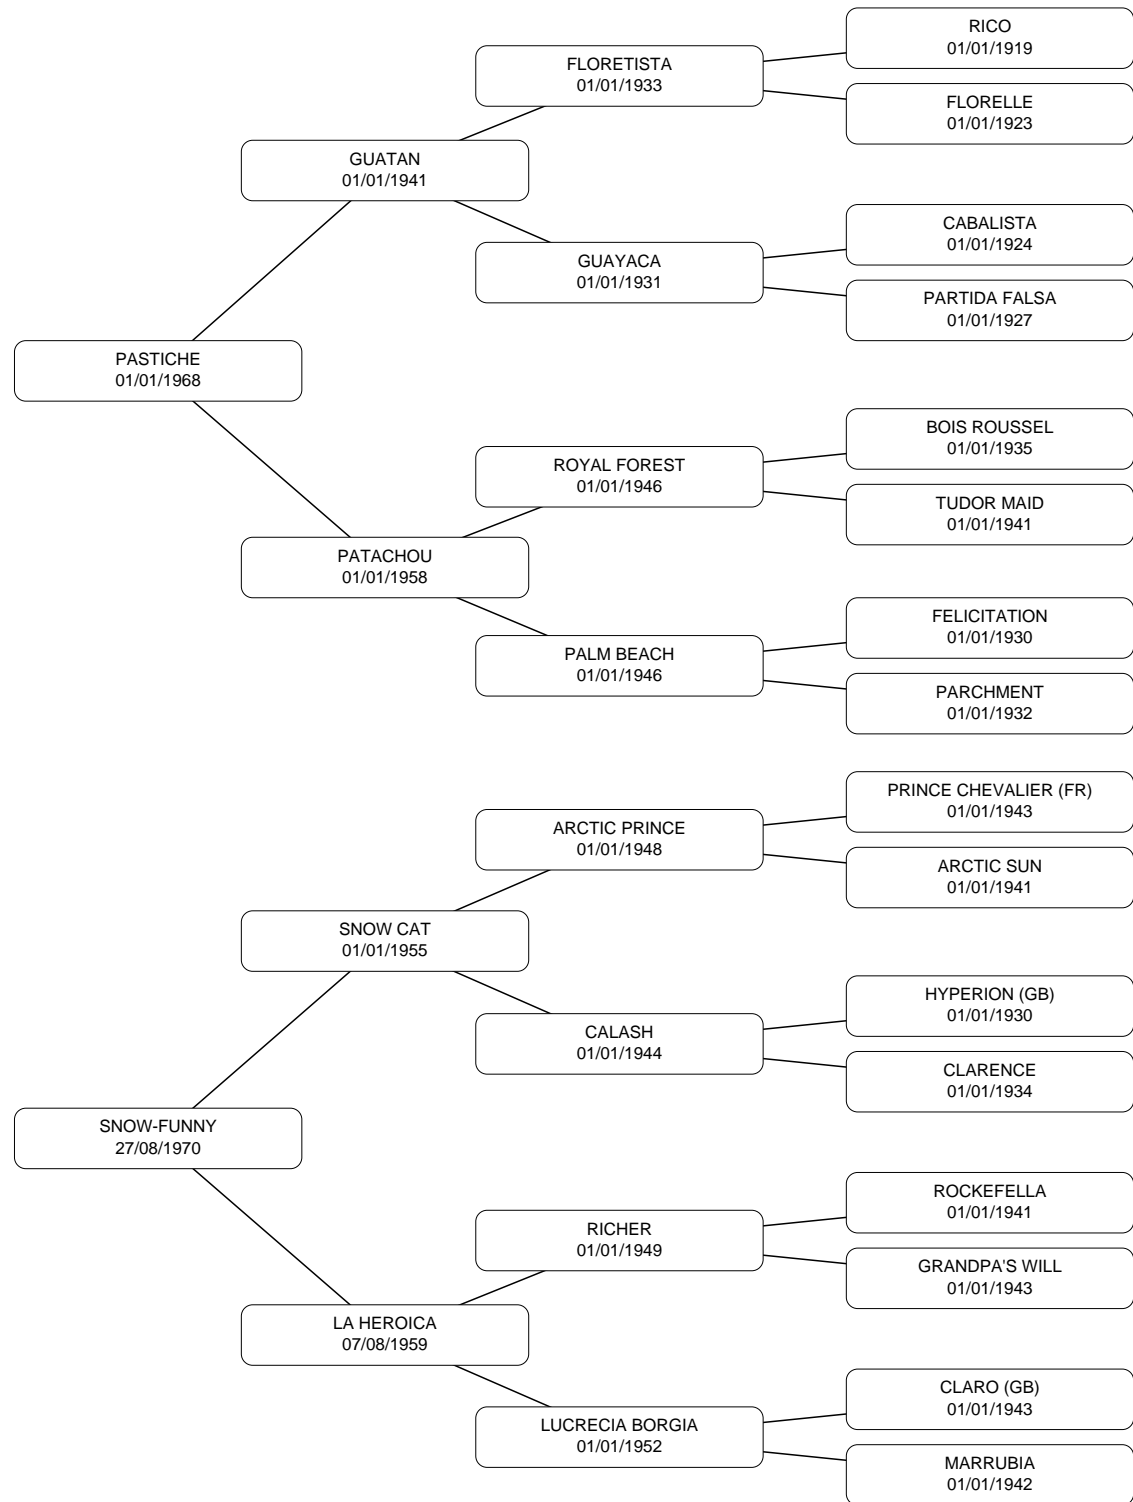 RICO
01/01/1919
FLORETISTA
01/01/1933
FLORELLE
01/01/1923
GUATAN
01/01/1941
CABALISTA
01/01/1924
GUAYACA
01/01/1931
PARTIDA FALSA
01/01/1927
PASTICHE
01/01/1968
BOIS ROUSSEL
01/01/1935
ROYAL FOREST
01/01/1946
TUDOR MAID
01/01/1941
PATACHOU
01/01/1958
FELICITATION
01/01/1930
PALM BEACH
01/01/1946
PARCHMENT
01/01/1932
PRINCE CHEVALIER (FR)
01/01/1943
ARCTIC PRINCE
01/01/1948
ARCTIC SUN
01/01/1941
SNOW CAT
01/01/1955
HYPERION (GB)
01/01/1930
CALASH
01/01/1944
CLARENCE
01/01/1934
SNOW-FUNNY
27/08/1970
ROCKEFELLA
01/01/1941
RICHER
01/01/1949
GRANDPA'S WILL
01/01/1943
LA HEROICA
07/08/1959
CLARO (GB)
01/01/1943
LUCRECIA BORGIA
01/01/1952
MARRUBIA
01/01/1942